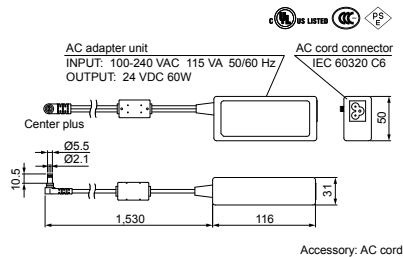 c UL US LISTED CCC PS E
AC adapter unit
INPUT: 100-240 VAC 115 VA 50/60 Hz
OUTPUT: 24 VDC 60W
AC cord connector
IEC 60320 C6
Center plus
50
Ø5.5
Ø2.1
10.5
31
1,530
116
Accessory: AC cord